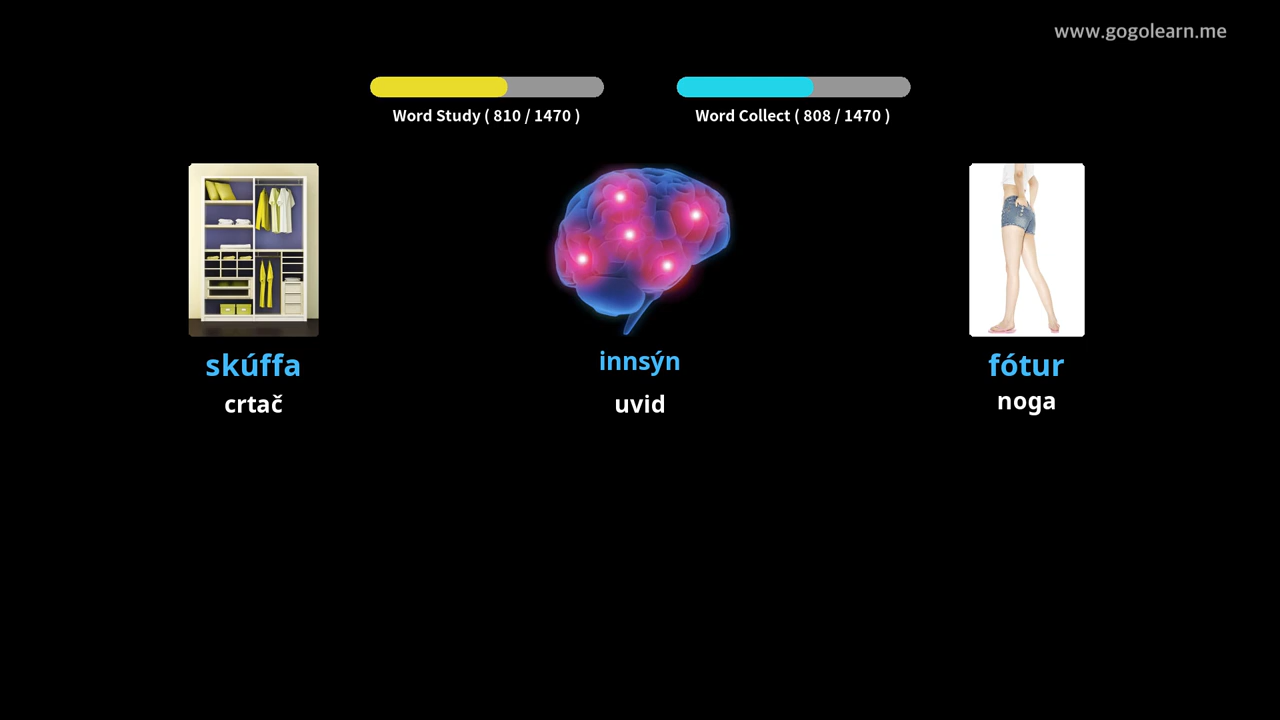 www.gogolearn.me
Word Study ( 810 / 1470 )
Word Collect ( 808 / 1470 )
skúffa
innsýn
fótur
crtač
uvid
noga